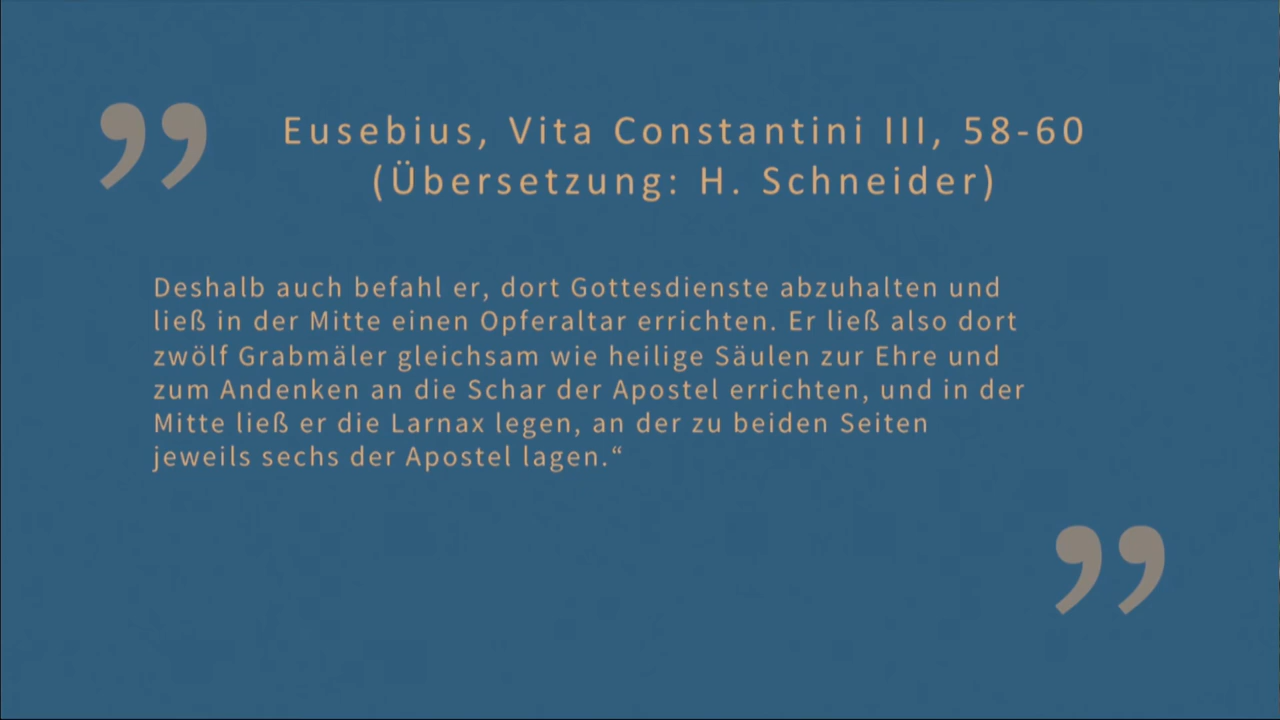 Eusebius, Vita Constantini III, 58-60
(Übersetzung: H. Schneider)
Deshalb auch befahl er, dort Gottesdienste abzuhalten und
ließ in der Mitte einen Opferaltar errichten. Er ließ also dort
zwölf Grabmäler gleichsam wie heilige Säulen zur Ehre und
zum Andenken an die Schar der Apostel errichten, und in der
Mitte ließ er die Larnax legen, an der zu beiden Seiten
jeweils sechs der Apostel lagen.“